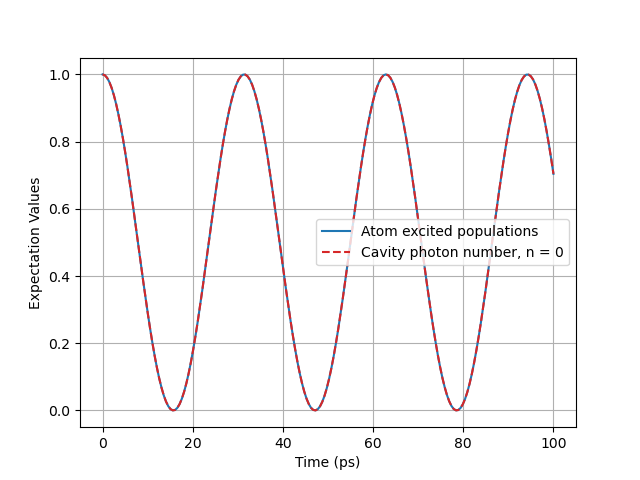 1.0
0.8
0.6
0.4
0.2
0.0
Expectation Values
Atom excited populations
Cavity photon number, n = 0
0 20 40 60 80 100
Time (ps)